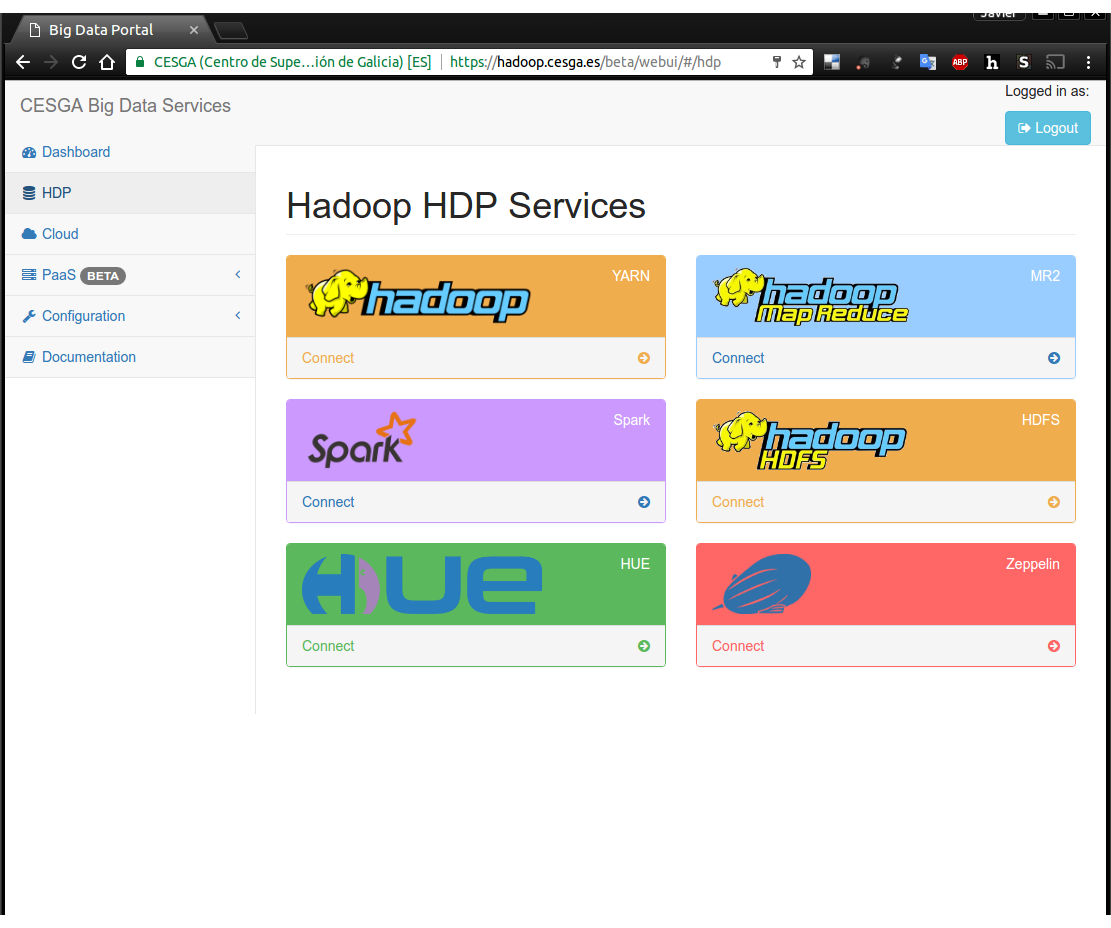 Javier
Big Data Portal
CESGA (Centro de Supe…ión de Galicia) [ES] https://hadoop.cesga.es/beta/webui/#/hdp
ABP h S
CESGA Big Data Services
Logged in as:
Logout
Dashboard
HDP
Cloud
PaaS BETA
Configuration
Documentation
Hadoop HDP Services
hadoop YARN
Connect
hadoop MR2
Map Reduce
Connect
Spark Spark
Connect
hadoop HDFS
HDFS
Connect
HUE HUE
Connect
Zeppelin
Connect